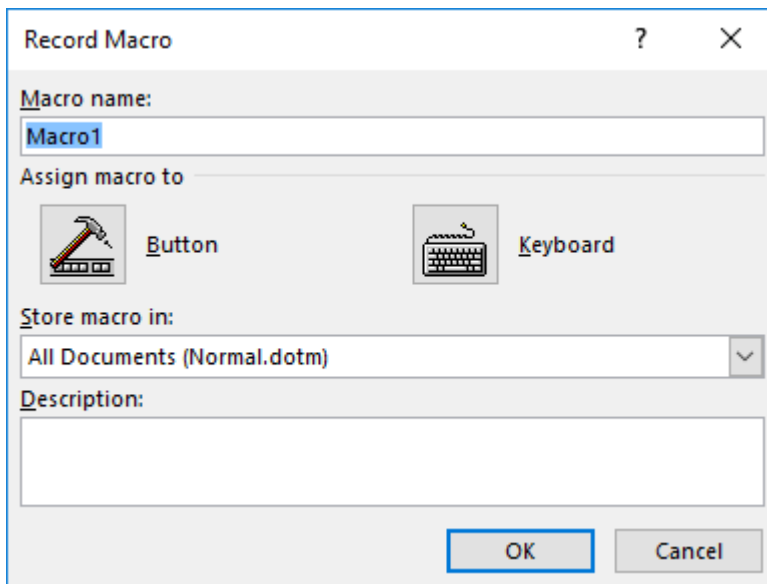 Record Macro ?
Macro name:
Macro1
Assign macro to
Button Keyboard
Store macro in:
All Documents (Normal.dotm)
Description:
OK Cancel